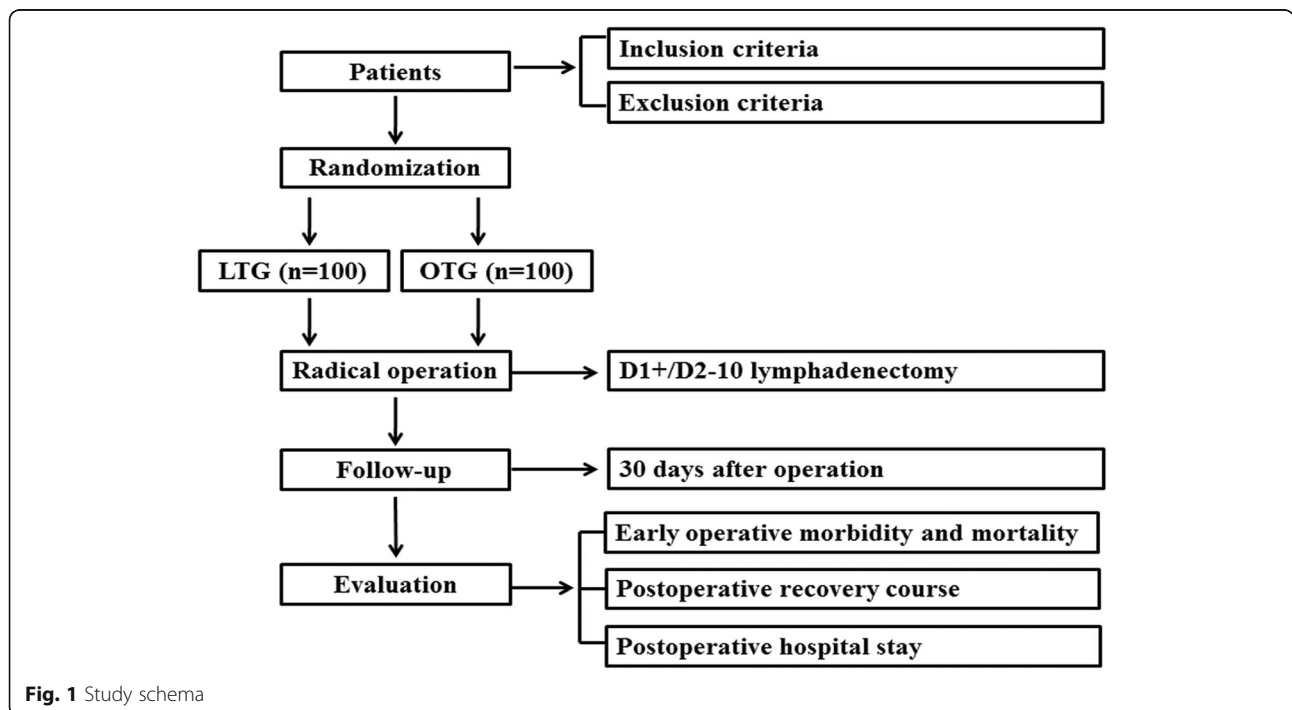 Patients
Inclusion criteria
Exclusion criteria
Randomization
LTG (n=100)
OTG (n=100)
Radical operation
D1+/D2-10 lymphadenectomy
Follow-up
30 days after operation
Evaluation
Early operative morbidity and mortality
Postoperative recovery course
Postoperative hospital stay
Fig. 1 Study schema